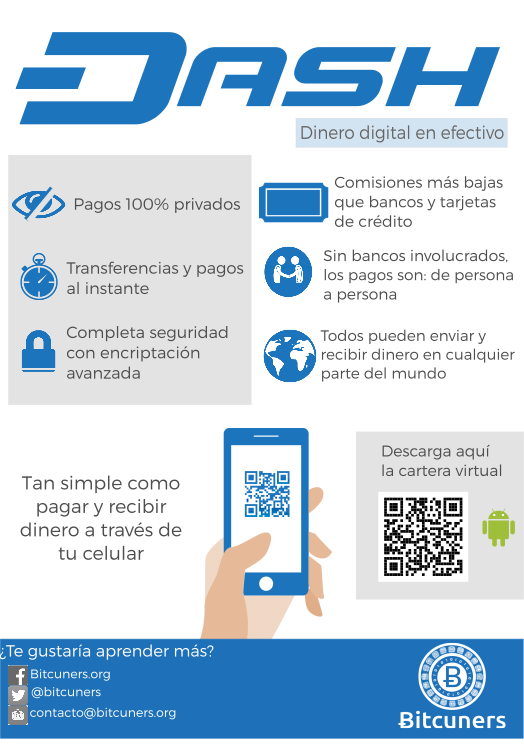 DASH
Dinero digital en efectivo
Pagos 100% privados
Transferencias y pagos
al instante
Completa seguridad
con encriptación
avanzada
Comisiones más bajas
que bancos y tarjetas
de crédito
Sin bancos involucrados,
los pagos son: de persona
a persona
Todos pueden enviar y
recibir dinero en cualquier
parte del mundo
Tan simple como
pagar y recibir
dinero a través de
tu celular
Descarga aquí
la cartera virtual
¿Te gustaría aprender más?
Bitcuners.org
@bitcuners
contacto@bitcuners.org
B
Bitcuners